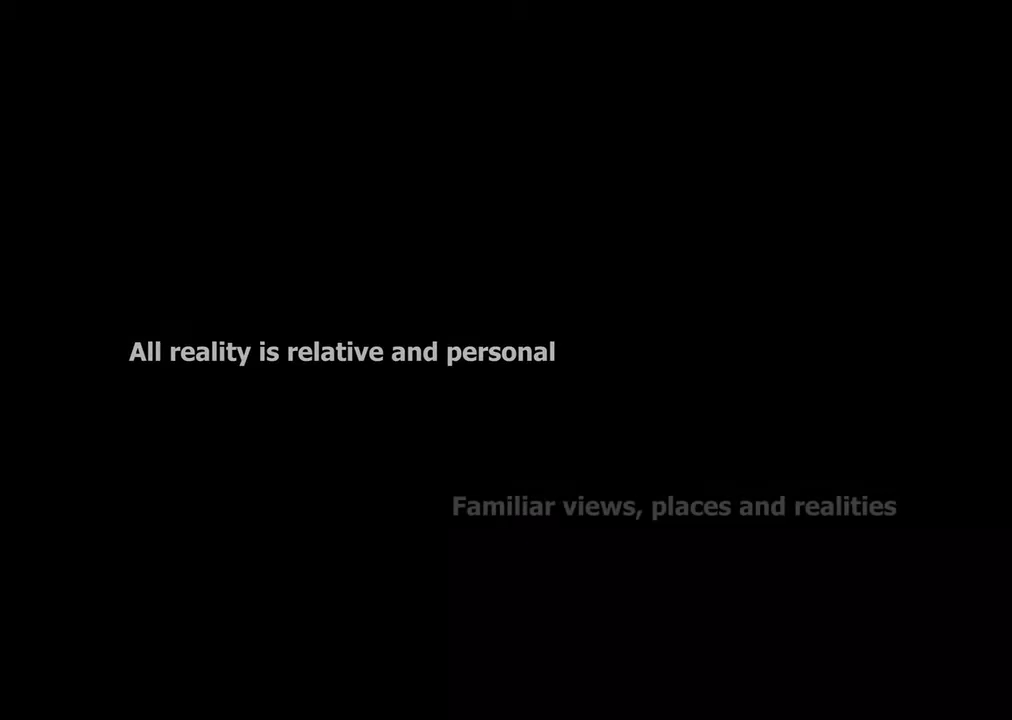 All reality is relative and personal
Familiar views, places and realities